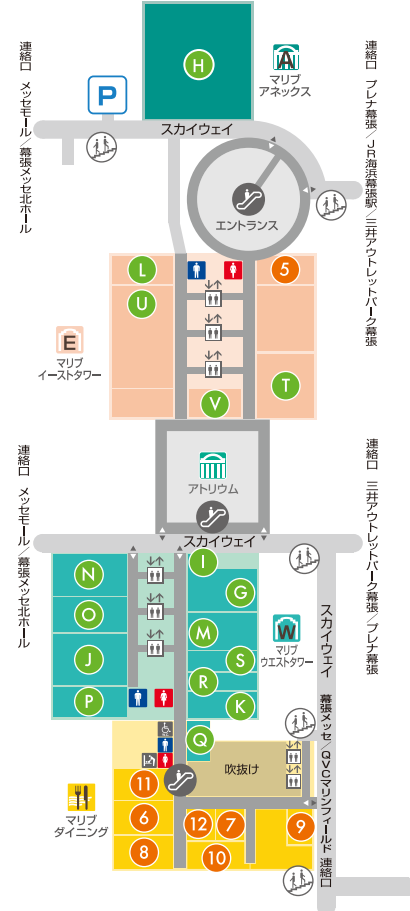 連絡口 メッセモール/幕張メッセ北ホール
P
H
A
マリブ
アネックス
連絡口 プレナ幕張/JR海浜幕張駅/三井アウトレットパーク幕張
スカイウェイ
エントランス
L
5
U
E
マリブ
イーストタワー
T
V
連絡口 メッセモール/幕張メッセ北ホール
アトリウム
連絡口 三井アウトレットパーク幕張/プレナ幕張
スカイウェイ
I
N
G
O
M
W
マリブ
ウエストタワー
スカイウェイ 幕張メッセ/QVCマリンフィールド 連絡口
J
S
R
P
K
Q
吹抜け
11
マリブ
ダイニング
6
12
7
9
8
10